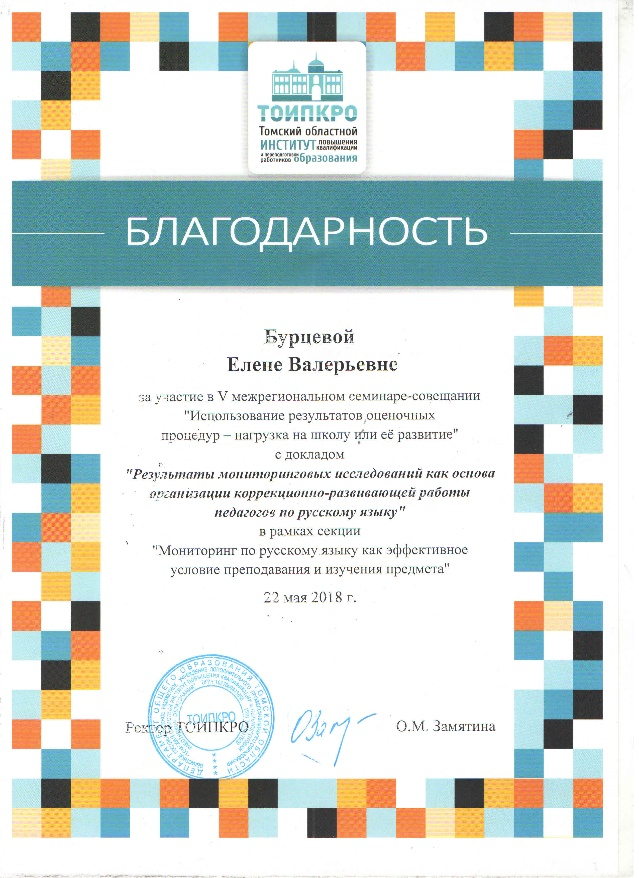 ТОИПКРО
Томский областной
ИНСТИТУТ повышения квалификации
и переподготовки работников образования
БЛАГОДАРНОСТЬ
Бурцевой
Елене Валерьевне
за участие в V межрегиональном семинаре-совещании
"Использование результатов оценочных
процедур – нагрузка на школу или её развитие"
с докладом
"Результаты мониторинговых исследований как основа
организации коррекционно-развивающей работы
педагогов по русскому языку"
в рамках секции
"Мониторинг по русскому языку как эффективное
условие преподавания и изучения предмета"
22 мая 2018 г.
ТОИПКРО
Ректор ТОИПКРО
О.М. Замятина